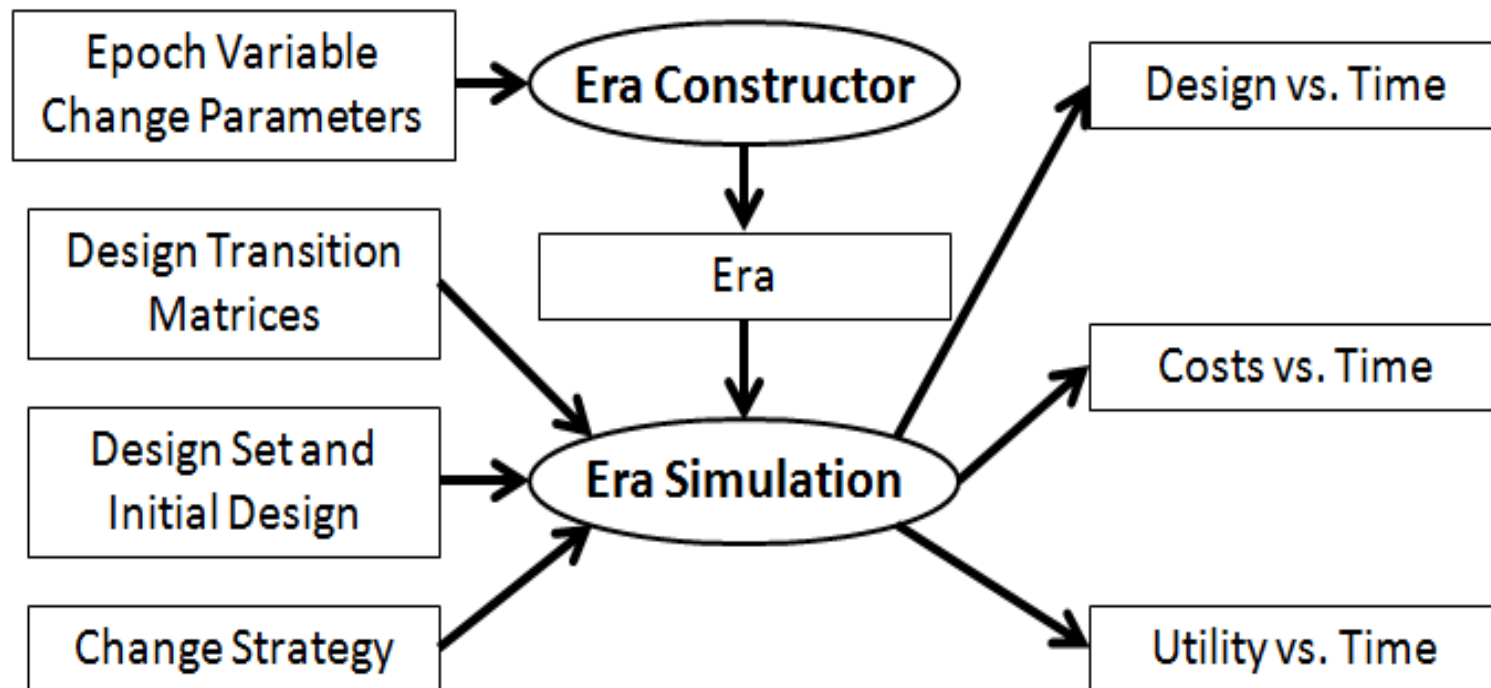 Epoch Variable
Change Parameters
Era Constructor
Design vs. Time
Design Transition
Matrices
Era
Costs vs. Time
Design Set and
Initial Design
Era Simulation
Change Strategy
Utility vs. Time